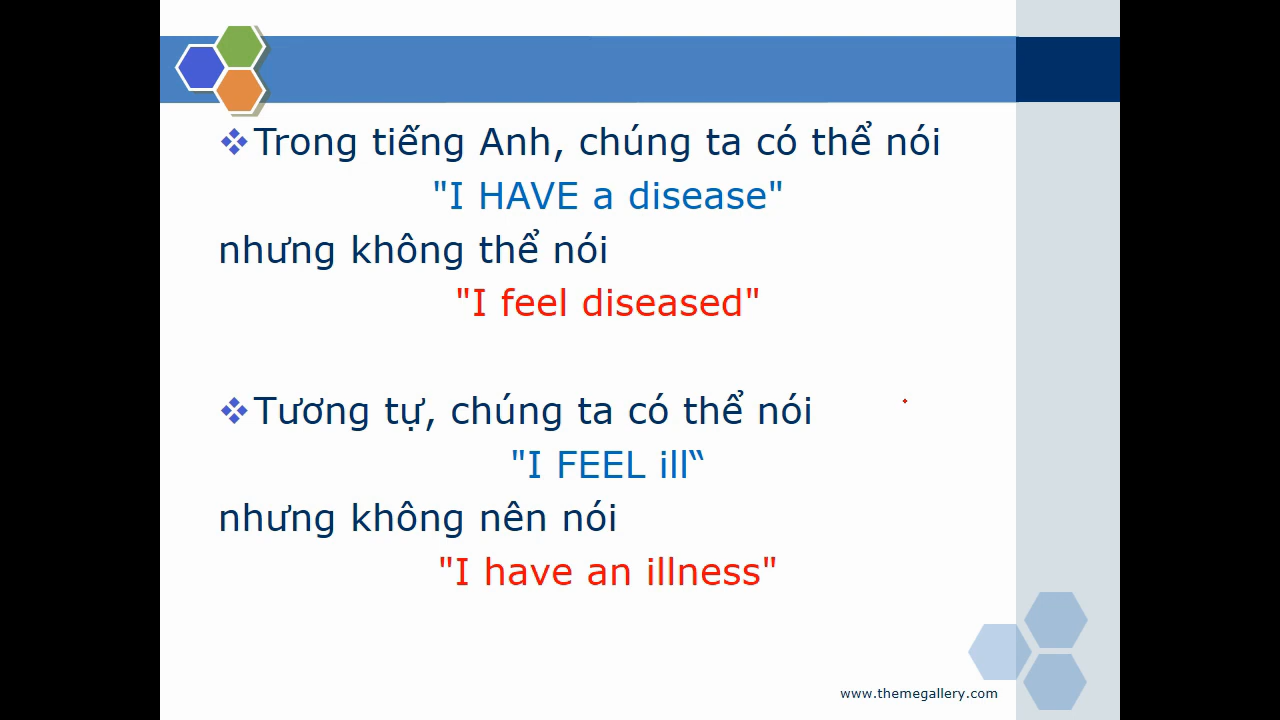 Trong tiếng Anh, chúng ta có thể nói
"I HAVE a disease"
nhưng không thể nói
"I feel diseased"
Tương tự, chúng ta có thể nói
"I FEEL ill‟
nhưng không nên nói
"I have an illness"
www.themegallery.com